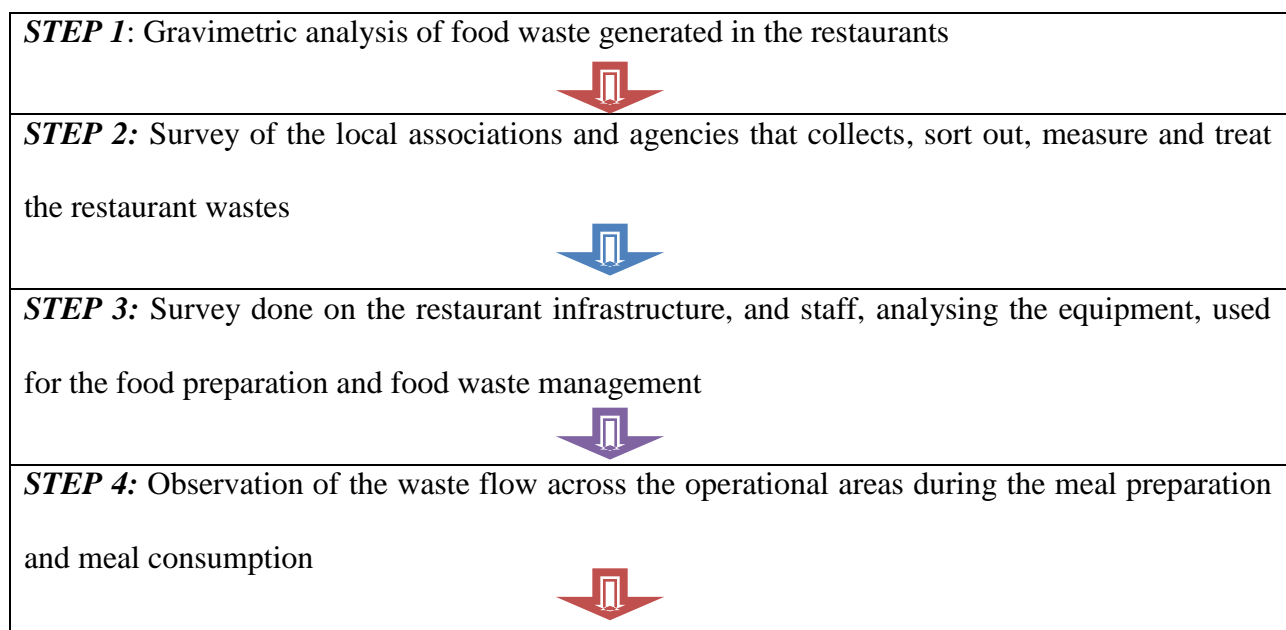 STEP 1: Gravimetric analysis of food waste generated in the restaurants
STEP 2: Survey of the local associations and agencies that collects, sort out, measure and treat
the restaurant wastes
STEP 3: Survey done on the restaurant infrastructure, and staff, analysing the equipment, used
for the food preparation and food waste management
STEP 4: Observation of the waste flow across the operational areas during the meal preparation
and meal consumption